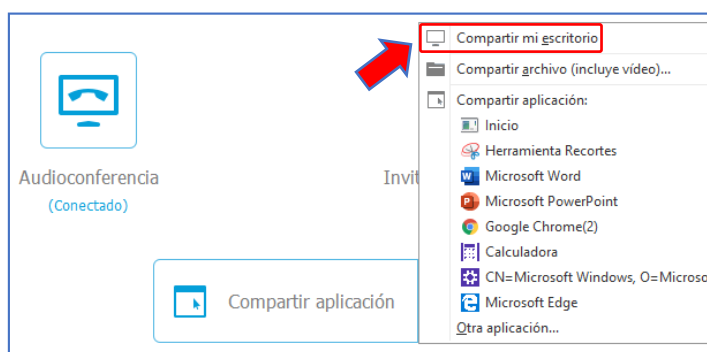 Compartir mi escritorio
Compartir archivo (incluye vídeo)...
Compartir aplicación:
Inicio
Herramienta Recortes
Microsoft Word
Microsoft PowerPoint
Google Chrome(2)
Calculadora
CN=Microsoft Windows, O=Microso
Microsoft Edge
Otra aplicación...
Audioconferencia
(Conectado)
Invit
Compartir aplicación